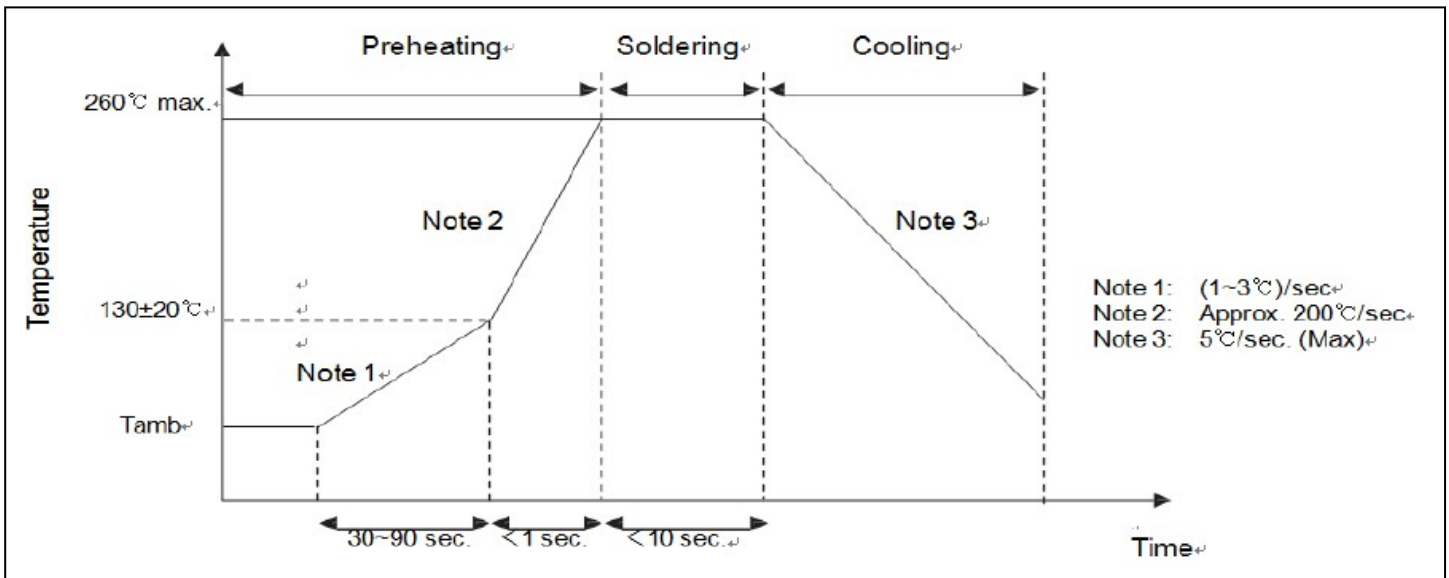 Preheating↵
Soldering↵
Cooling↵
260℃ max.↵
Temperature
Note 2
Note 3↵
↵
130±20℃↵
↵
↵
Note 1↵
Note 1: (1~3℃)/sec↵
Note 2: Approx. 200℃/sec↵
Note 3: 5℃/sec. (Max)↵
Tamb↵
30~90 sec.
<1 sec.
<10 sec.↵
Time↵